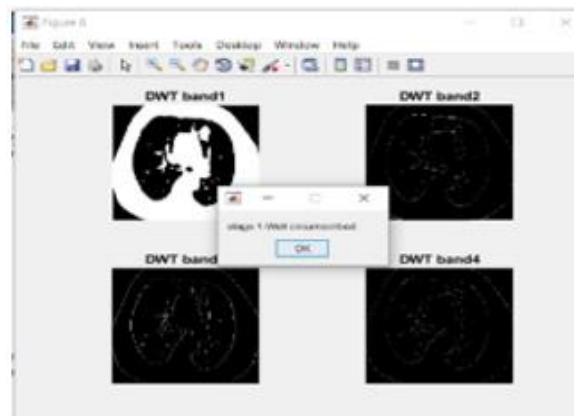 Figure 6
File Edit View Insert Tools Desktop Window Help
DWT band1
DWT band2
stage 1-Well circumscribed
OK
DWT band
DWT band4